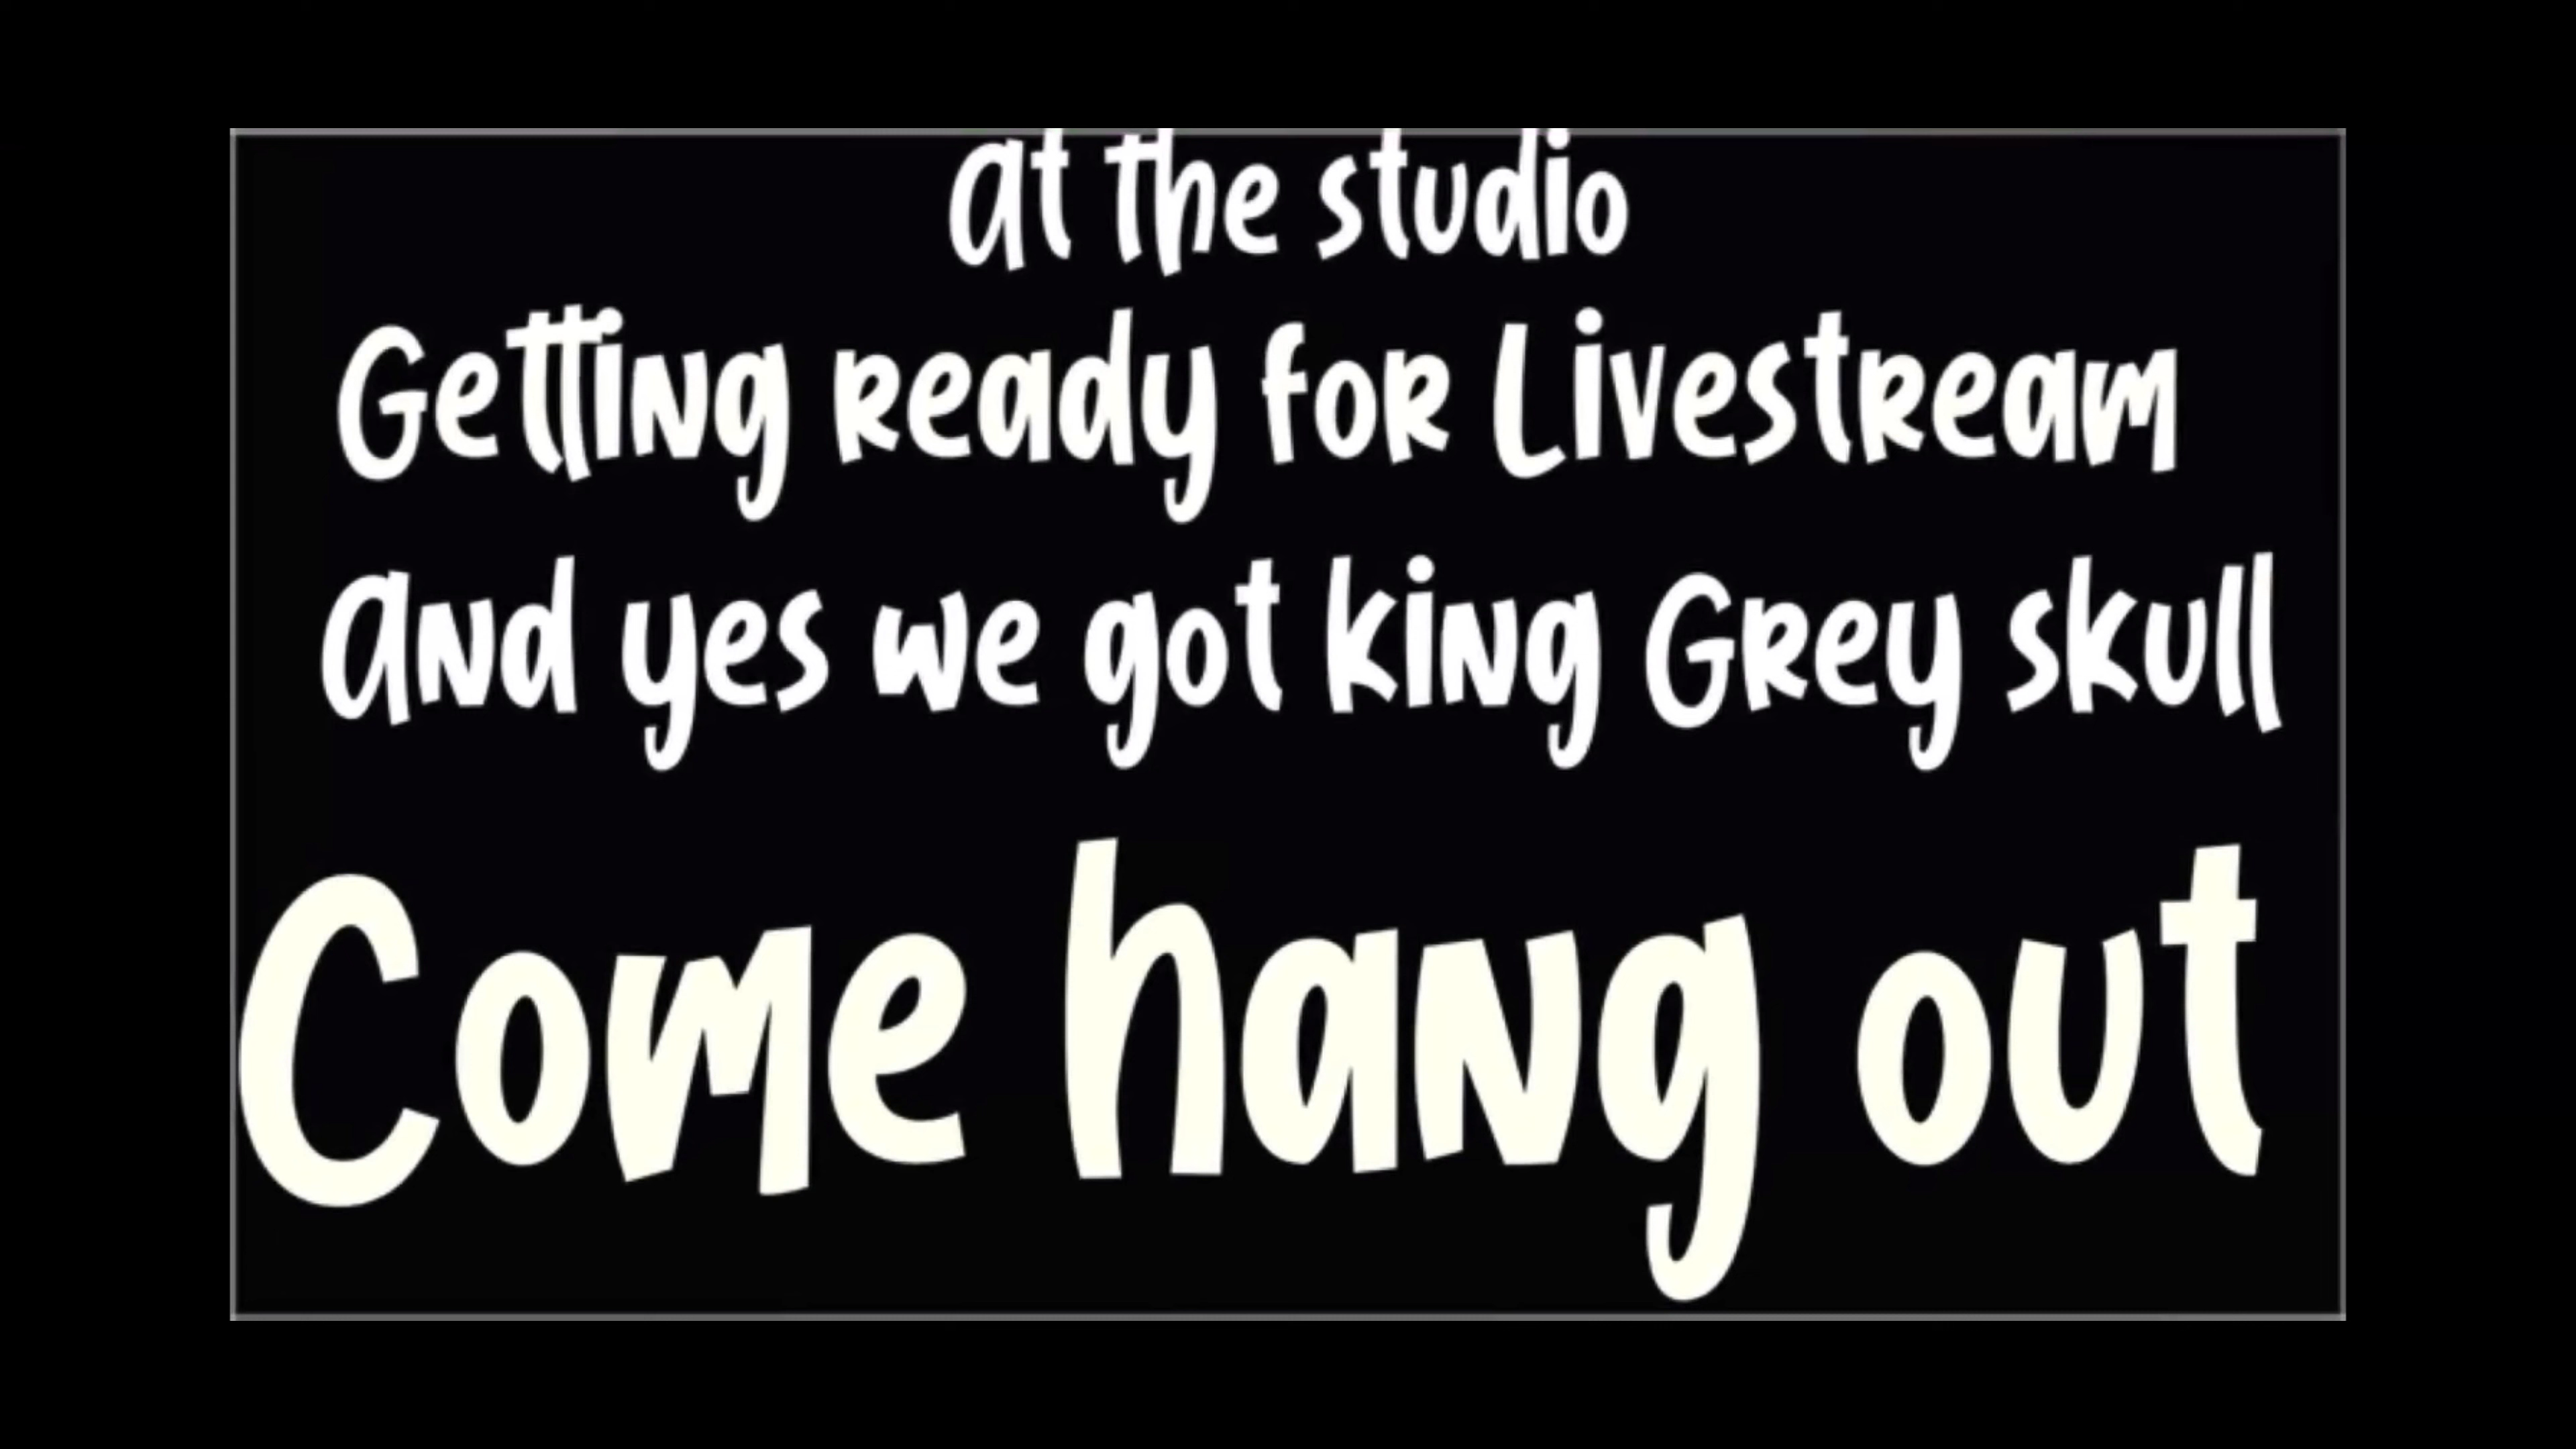 at the studio
Getting ready for Livestream
And yes we got king Grey skull
Come hang out